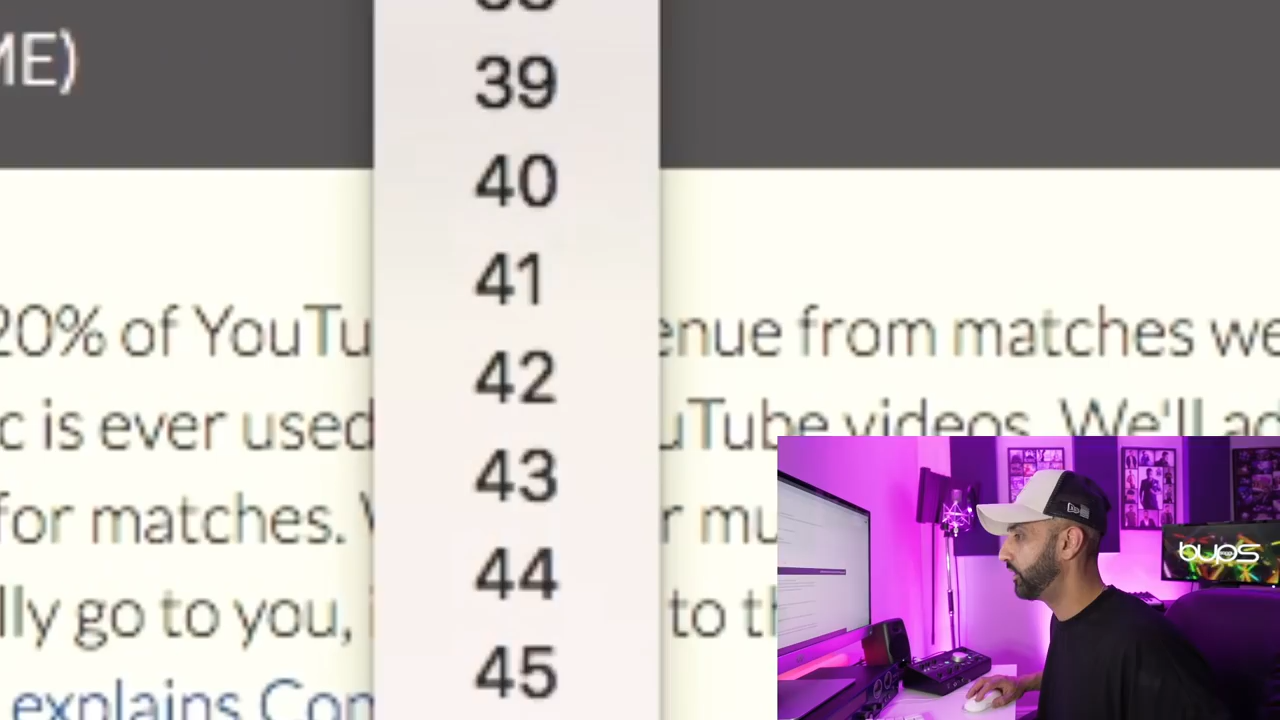 ME)
39
40
41
42
43
44
45
20% of YouTu enue from matches we
c is ever used uTube videos. We'll ad
for matches. r mu
lly go to you, to th
explains Con
bups